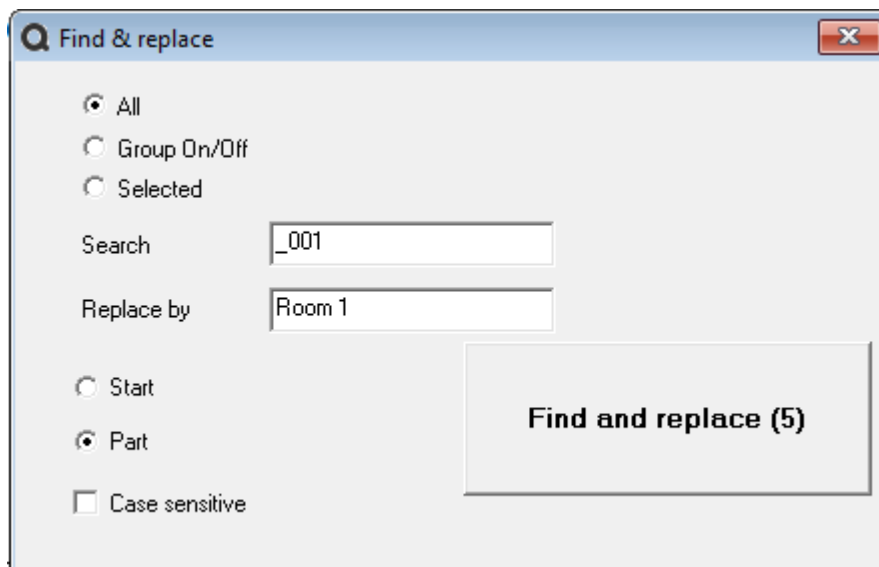 Find & replace
All
Group On/Off
Selected
Search _001
Replace by Room 1
Start
Find and replace (5)
Part
Case sensitive